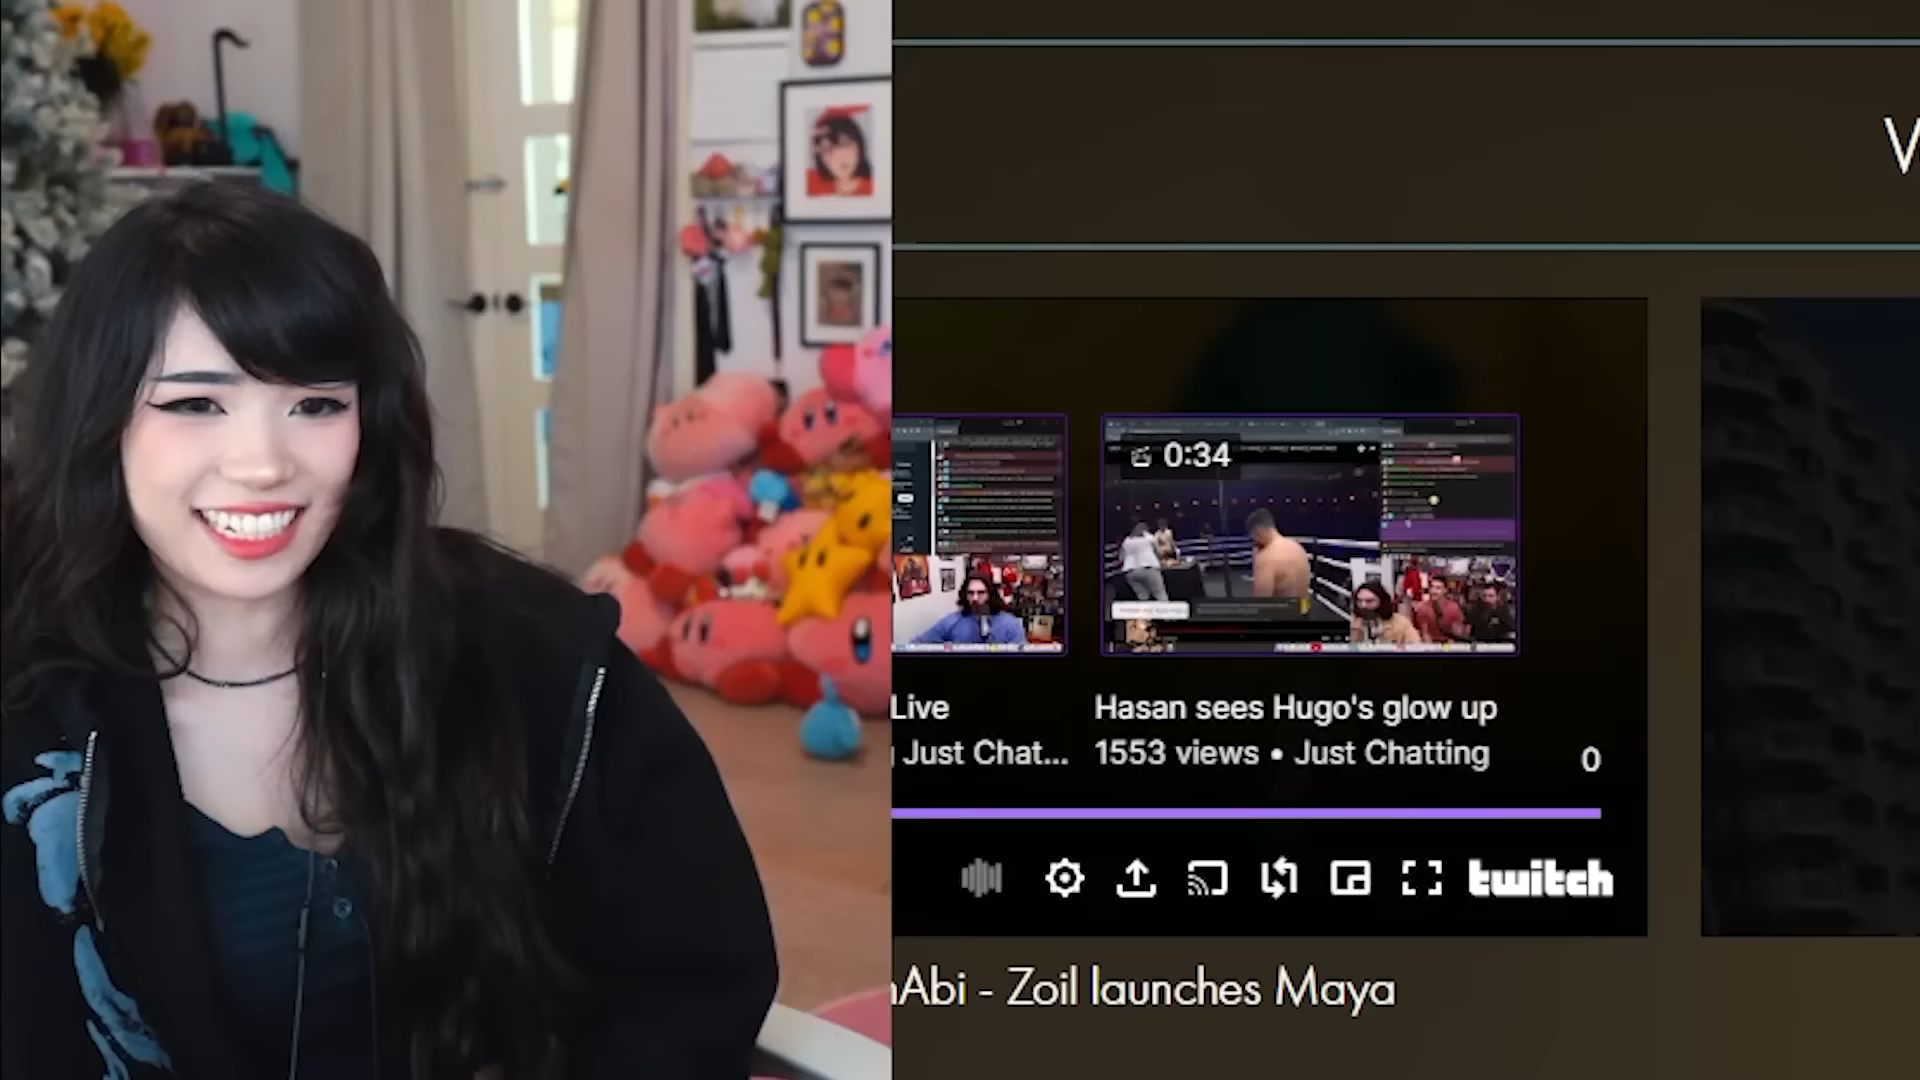 V
0:34
Live
Hasan sees Hugo's glow up
Just Chat...
1553 views • Just Chatting
0
twitch
Abi - Zoil launches Maya